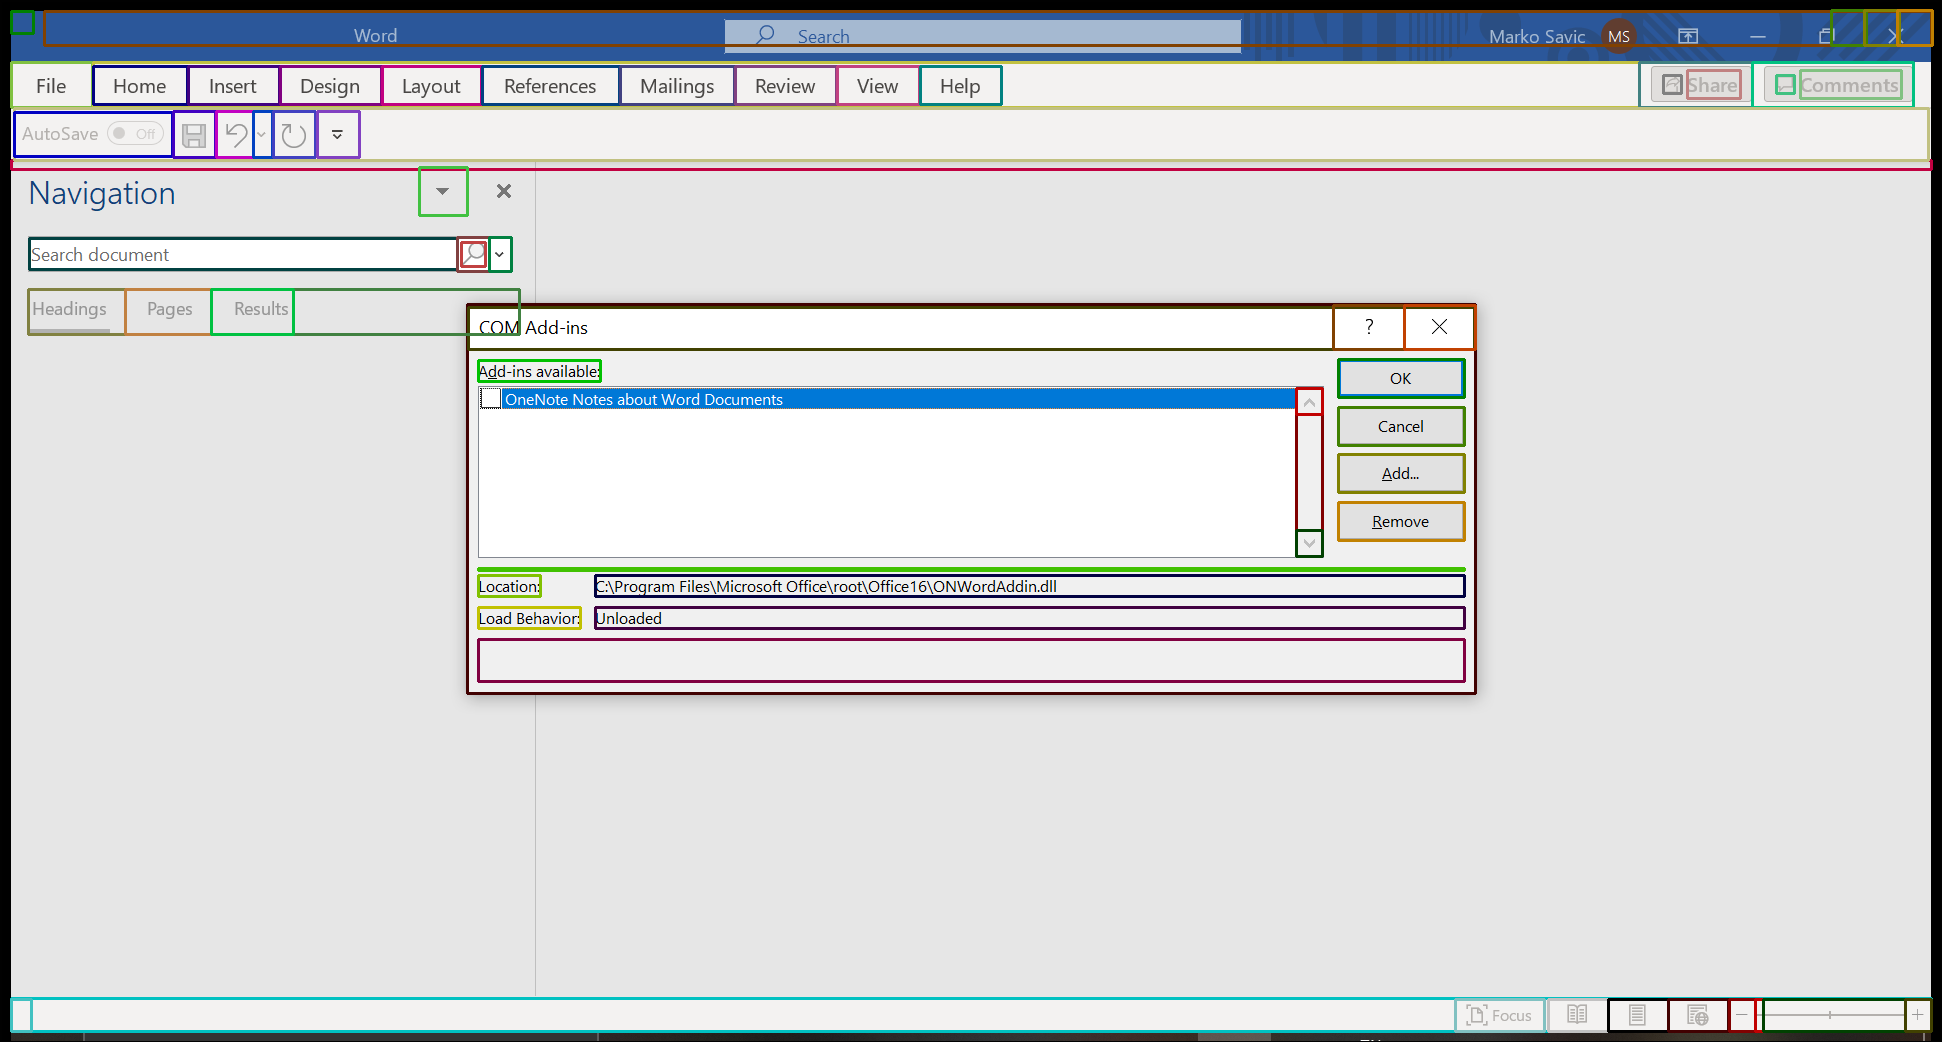 Word
Search
Marko Savic
MS
File
Home
Insert
Design
Layout
References
Mailings
Review
View
Help
Share
Comments
AutoSave
Off
Navigation
Search document
Headings
Pages
Results
COM Add-ins
?
Add-ins available:
OneNote Notes about Word Documents
OK
Cancel
Add...
Remove
Location:
C:\Program Files\Microsoft Office\root\Office16\ONWordAddin.dll
Load Behavior:
Unloaded
Focus